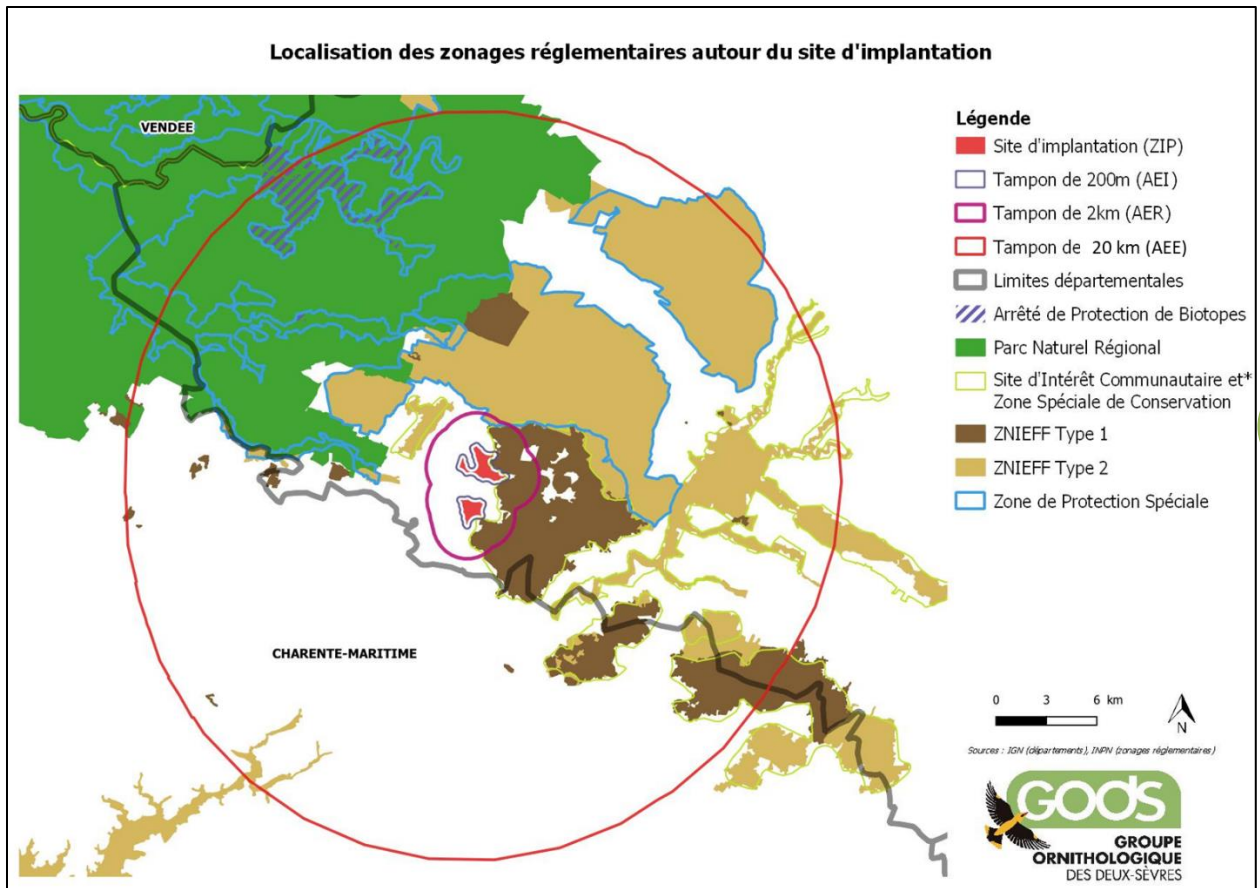 Localisation des zonages réglementaires autour du site d'implantation
VENDEE
CHARENTE-MARITIME
Légende
Site d'implantation (ZIP)
Tampon de 200m (AEI)
Tampon de 2km (AER)
Tampon de 20 km (AEE)
Limites départementales
Arrêté de Protection de Biotopes
Parc Naturel Régional
Site d'Intérêt Communautaire et*
Zone Spéciale de Conservation
ZNIEFF Type 1
ZNIEFF Type 2
Zone de Protection Spéciale
0 3 6 km
N
Sources : IGN (départements), INPN (zonages réglementaires)
GODS
GROUPE
ORNITHOLOGIQUE
DES DEUX-SÈVRES